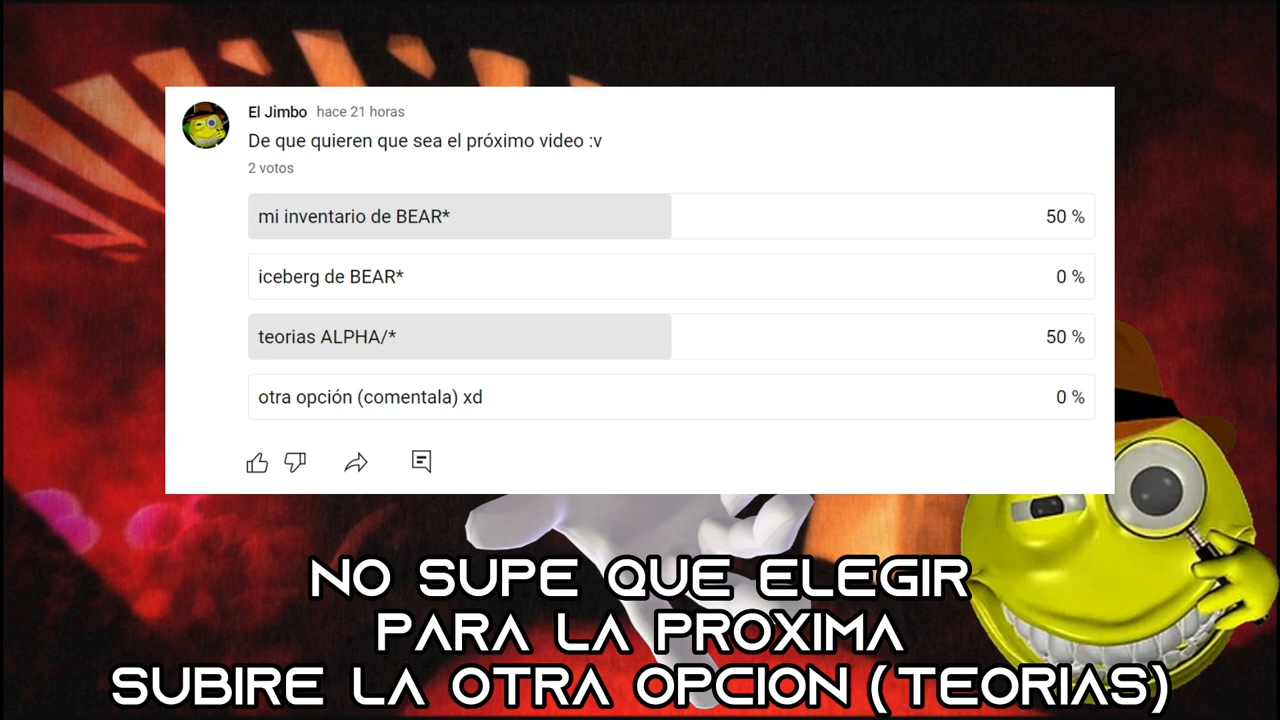 El Jimbo hace 21 horas
De que quieren que sea el próximo video :v
2 votos
mi inventario de BEAR* 50 %
iceberg de BEAR* 0 %
teorias ALPHA/* 50 %
otra opción (comentala) xd 0 %
NO SUPE QUE ELEGIR
PARA LA PROXIMA
SUBIRE LA OTRA OPCION (TEORIAS)